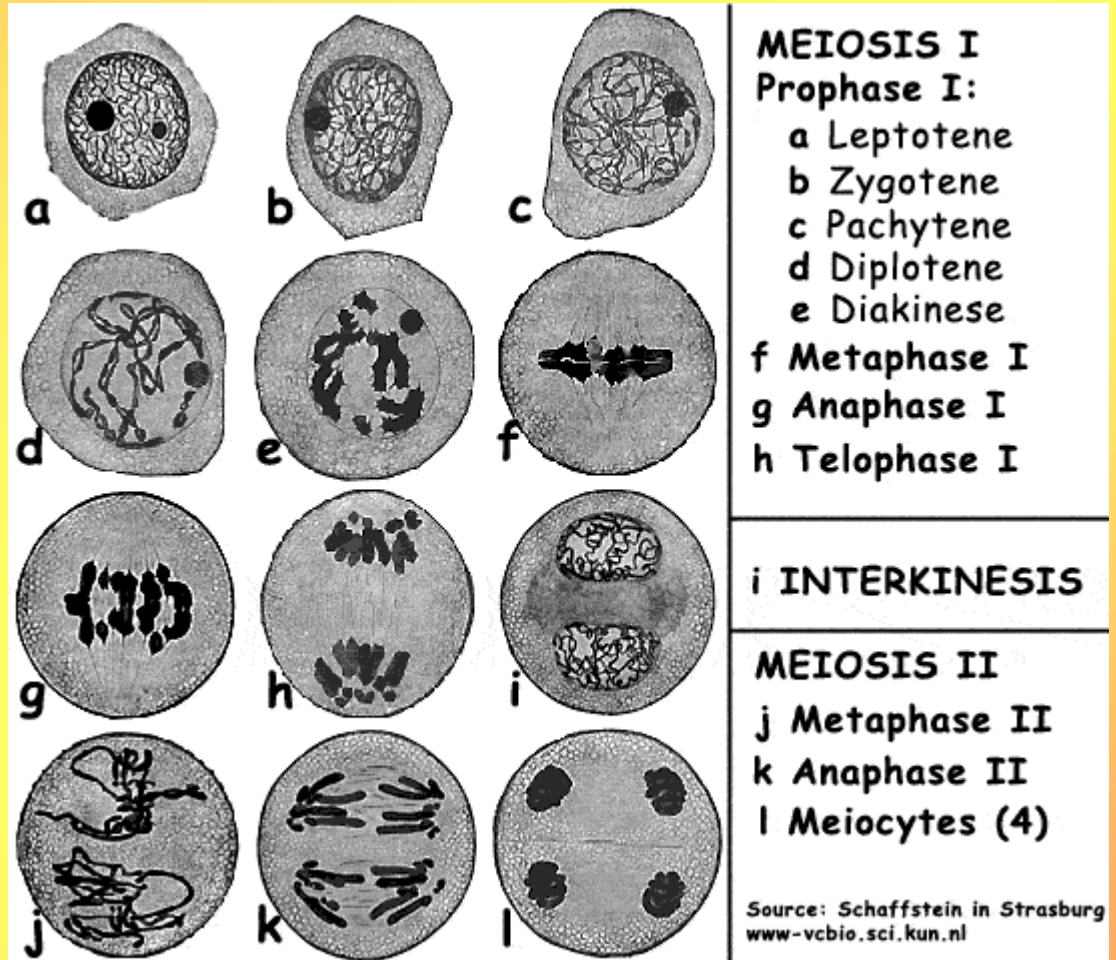 a
b
c
d
e
f
g
h
i
j
k
l
MEIOSIS I
Prophase I:
a Leptotene
b Zygotene
c Pachytene
d Diplotene
e Diakinese
f Metaphase I
g Anaphase I
h Telophase I
i INTERKINESIS
MEIOSIS II
j Metaphase II
k Anaphase II
l Meiocytes (4)
Source: Schaffstein in Strasburg
www-vcbio.sci.kun.nl